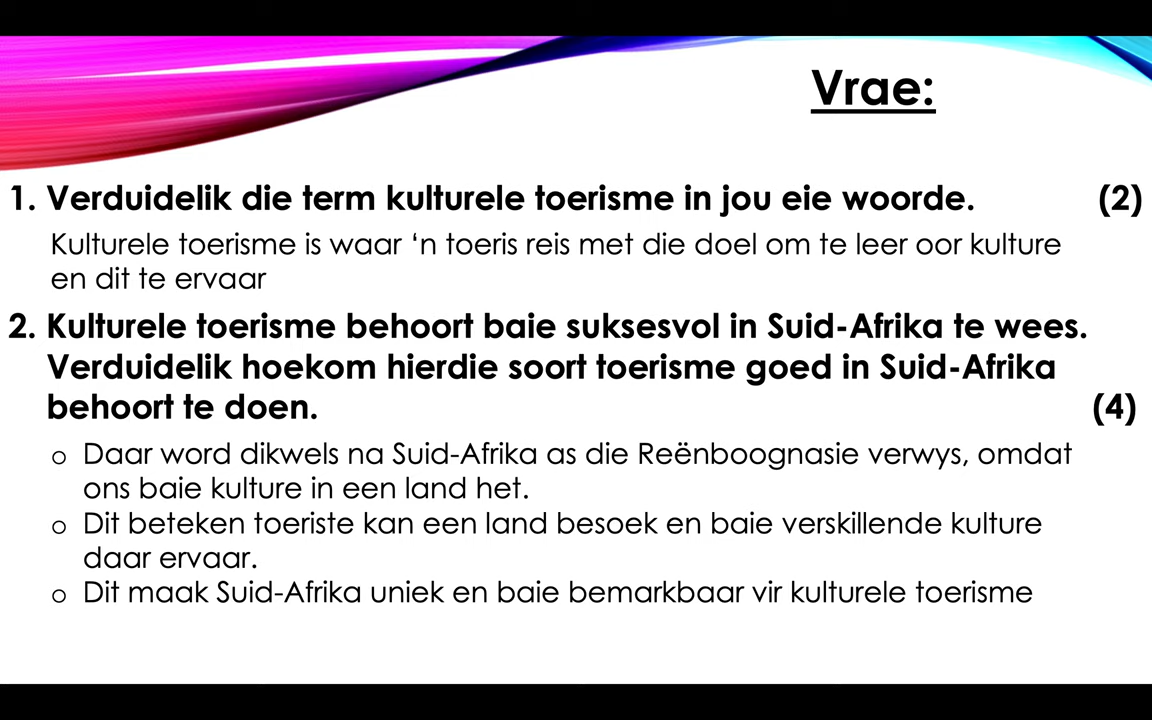 Vrae:
1. Verduidelik die term kulturele toerisme in jou eie woorde. (2)
Kulturele toerisme is waar ‘n toeris reis met die doel om te leer oor kulture
en dit te ervaar
2. Kulturele toerisme behoort baie suksesvol in Suid-Afrika te wees.
Verduidelik hoekom hierdie soort toerisme goed in Suid-Afrika
behoort te doen. (4)
o Daar word dikwels na Suid-Afrika as die Reënboognasie verwys, omdat
ons baie kulture in een land het.
o Dit beteken toeriste kan een land besoek en baie verskillende kulture
daar ervaar.
o Dit maak Suid-Afrika uniek en baie bemarkbaar vir kulturele toerisme